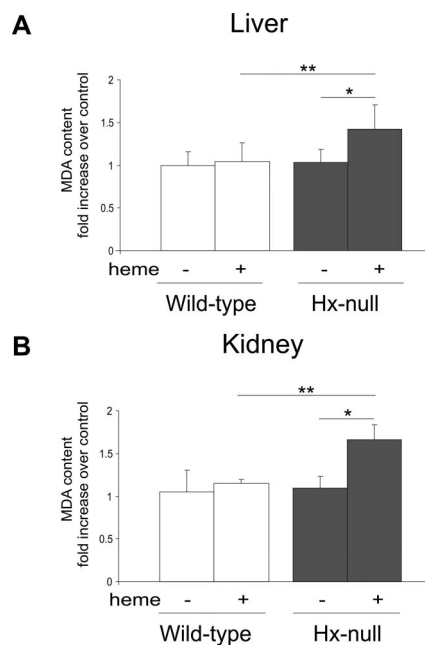 A
Liver
**
*
MDA content
fold increase over control
2
1.5
1
0.5
0
heme - + - +
Wild-type Hx-null
B
Kidney
**
*
MDA content
fold increase over control
2
1.5
1
0.5
0
heme - + - +
Wild-type Hx-null